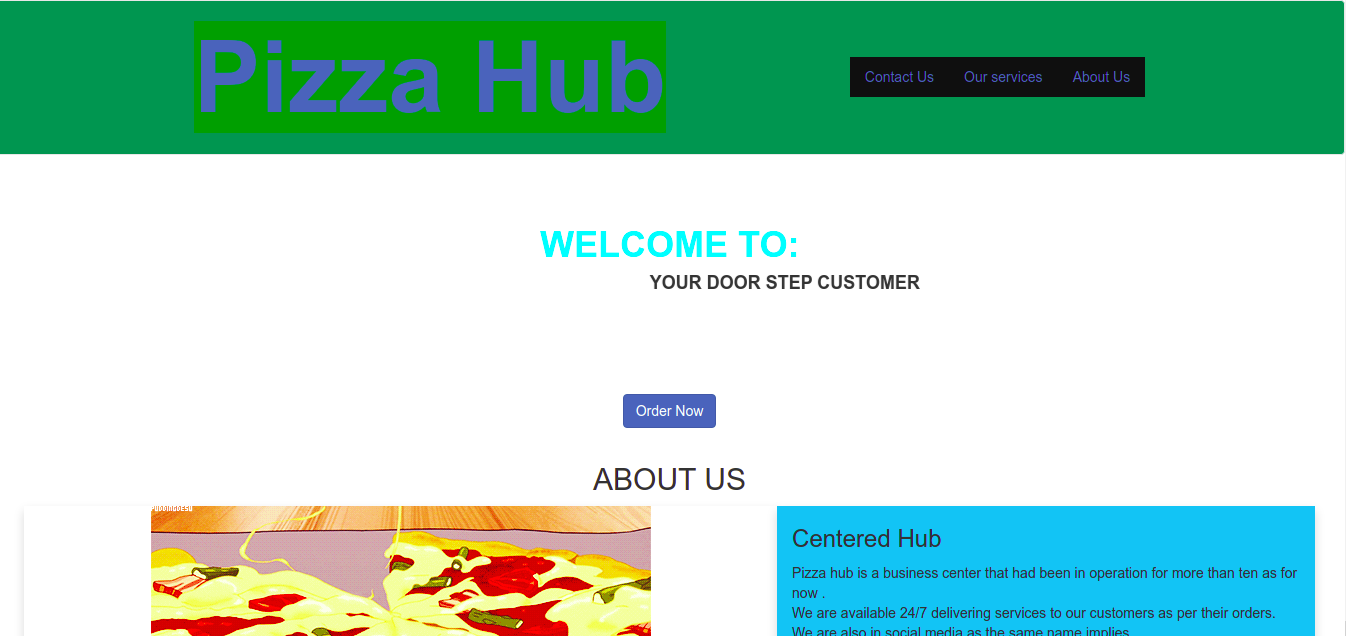 Pizza Hub
Contact Us Our services About Us
WELCOME TO:
YOUR DOOR STEP CUSTOMER
Order Now
ABOUT US
PUDDINGDESU
Centered Hub
Pizza hub is a business center that had been in operation for more than ten as for
now .
We are available 24/7 delivering services to our customers as per their orders.
We are also in social media as the same name implies